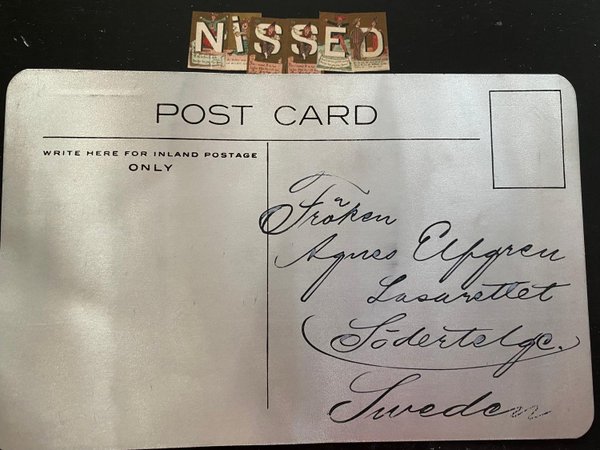 NiSSED
POST CARD
WRITE HERE FOR INLAND POSTAGE
ONLY
Fröken
Agnes Elfgren
Lasarettet
Södertelge.
Sweden